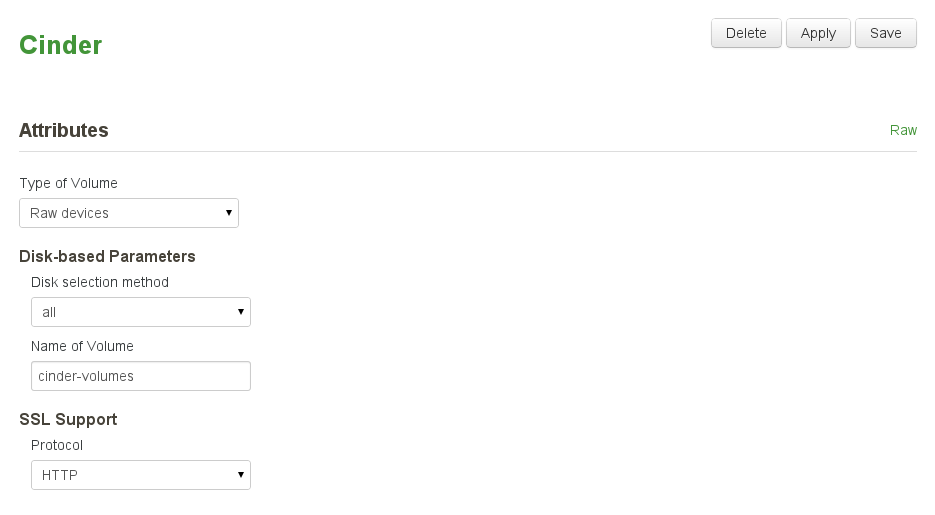 Cinder
Delete Apply Save
Attributes
Raw
Type of Volume
Raw devices
Disk-based Parameters
Disk selection method
all
Name of Volume
cinder-volumes
SSL Support
Protocol
HTTP